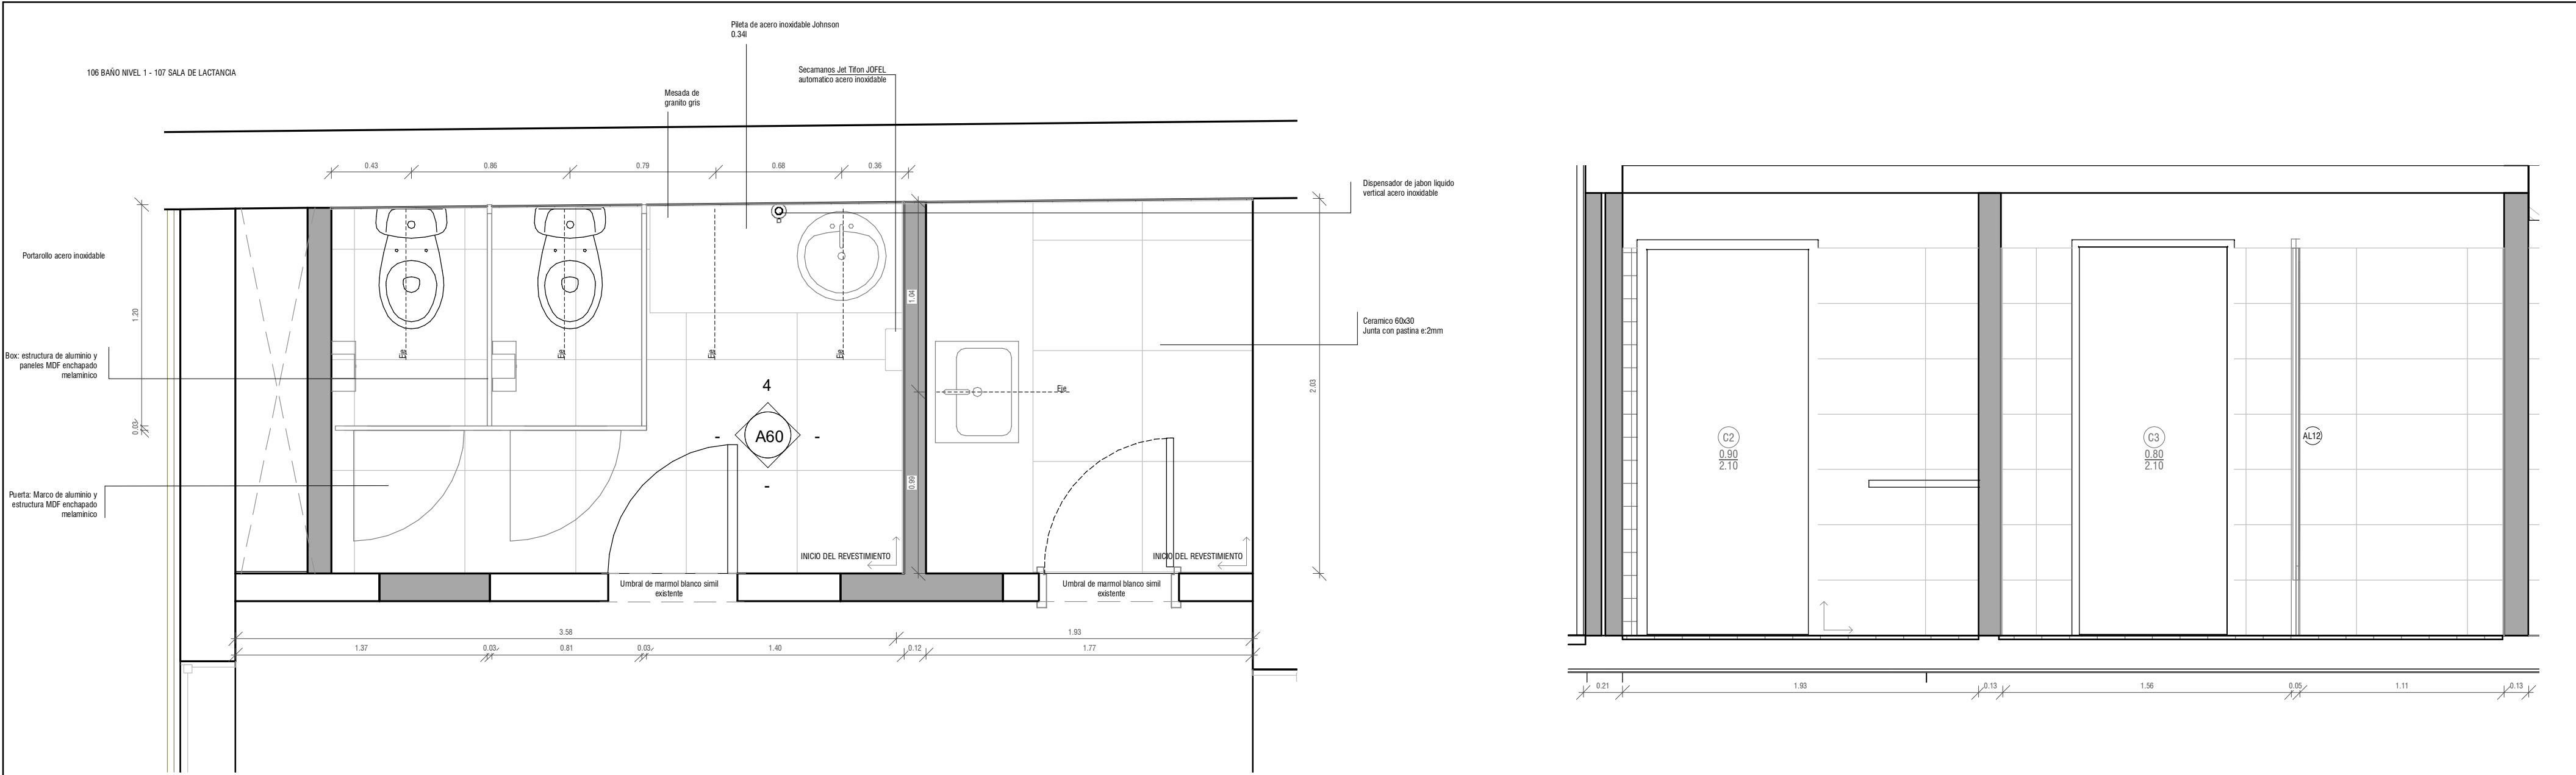 Pileta de acero inoxidable Johnson
0.34l
106 BAÑO NIVEL 1 - 107 SALA DE LACTANCIA
Secamanos Jet Tifon JOFEL
automatico acero inoxidable
Mesada de
granito gris
0.43
0.86
0.79
0.68
0.36
Dispensador de jabon liquido
vertical acero inoxidable
Portarollo acero inoxidable
1.20
0.03
1.04
0.99
2.03
Ceramico 60x30
Junta con pastina e:2mm
Box: estructura de aluminio y
paneles MDF enchapado
melaminico
Eje
Eje
Eje
Eje
Eje
4
A60
Puerta: Marco de aluminio y
estructura MDF enchapado
melaminico
INICIO DEL REVESTIMIENTO
INICIO DEL REVESTIMIENTO
Umbral de marmol blanco simil
existente
Umbral de marmol blanco simil
existente
3.58
1.93
1.37
0.03
0.81
0.03
1.40
0.12
1.77
C2
0.90
2.10
C3
0.80
2.10
AL12
0.21
1.93
0.13
1.56
0.05
1.11
0.13